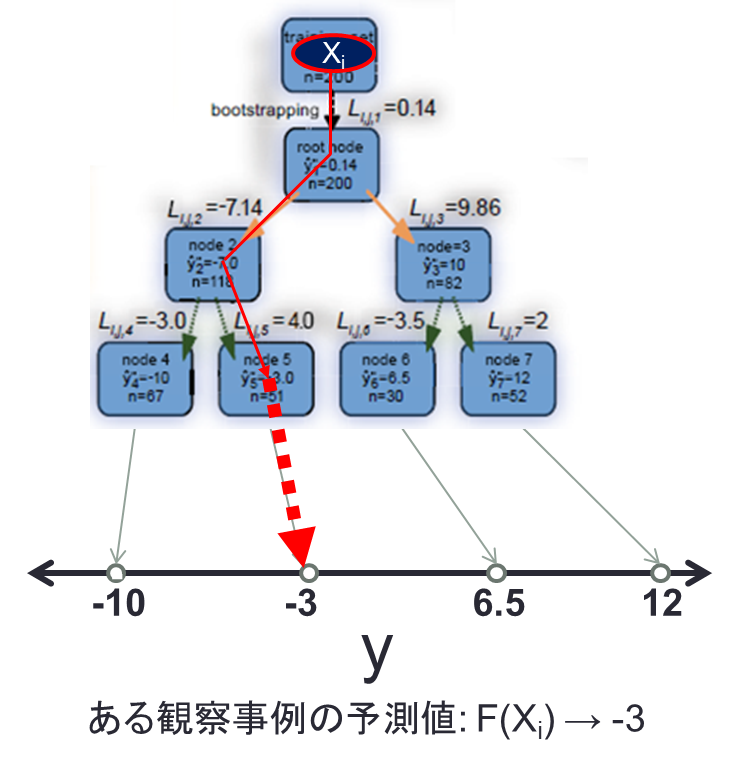 Xi
n=200
bootstrapping
Li,j,1=0.14
root node
n=200
Li,j,2=-7.14
Li,j,3=9.86
node 2
n=118
node=3
ŷ3=10
n=82
Li,j,4=-3.0
Li,j,5=4.0
Li,j,6=-3.5
Li,j,7=2
node 4
ŷ4=-10
n=67
node 5
n=51
node 6
ŷ6=6.5
n=30
node 7
ŷ7=12
n=52
-10
-3
6.5
12
y
ある観察事例の予測値: F(Xi) → -3